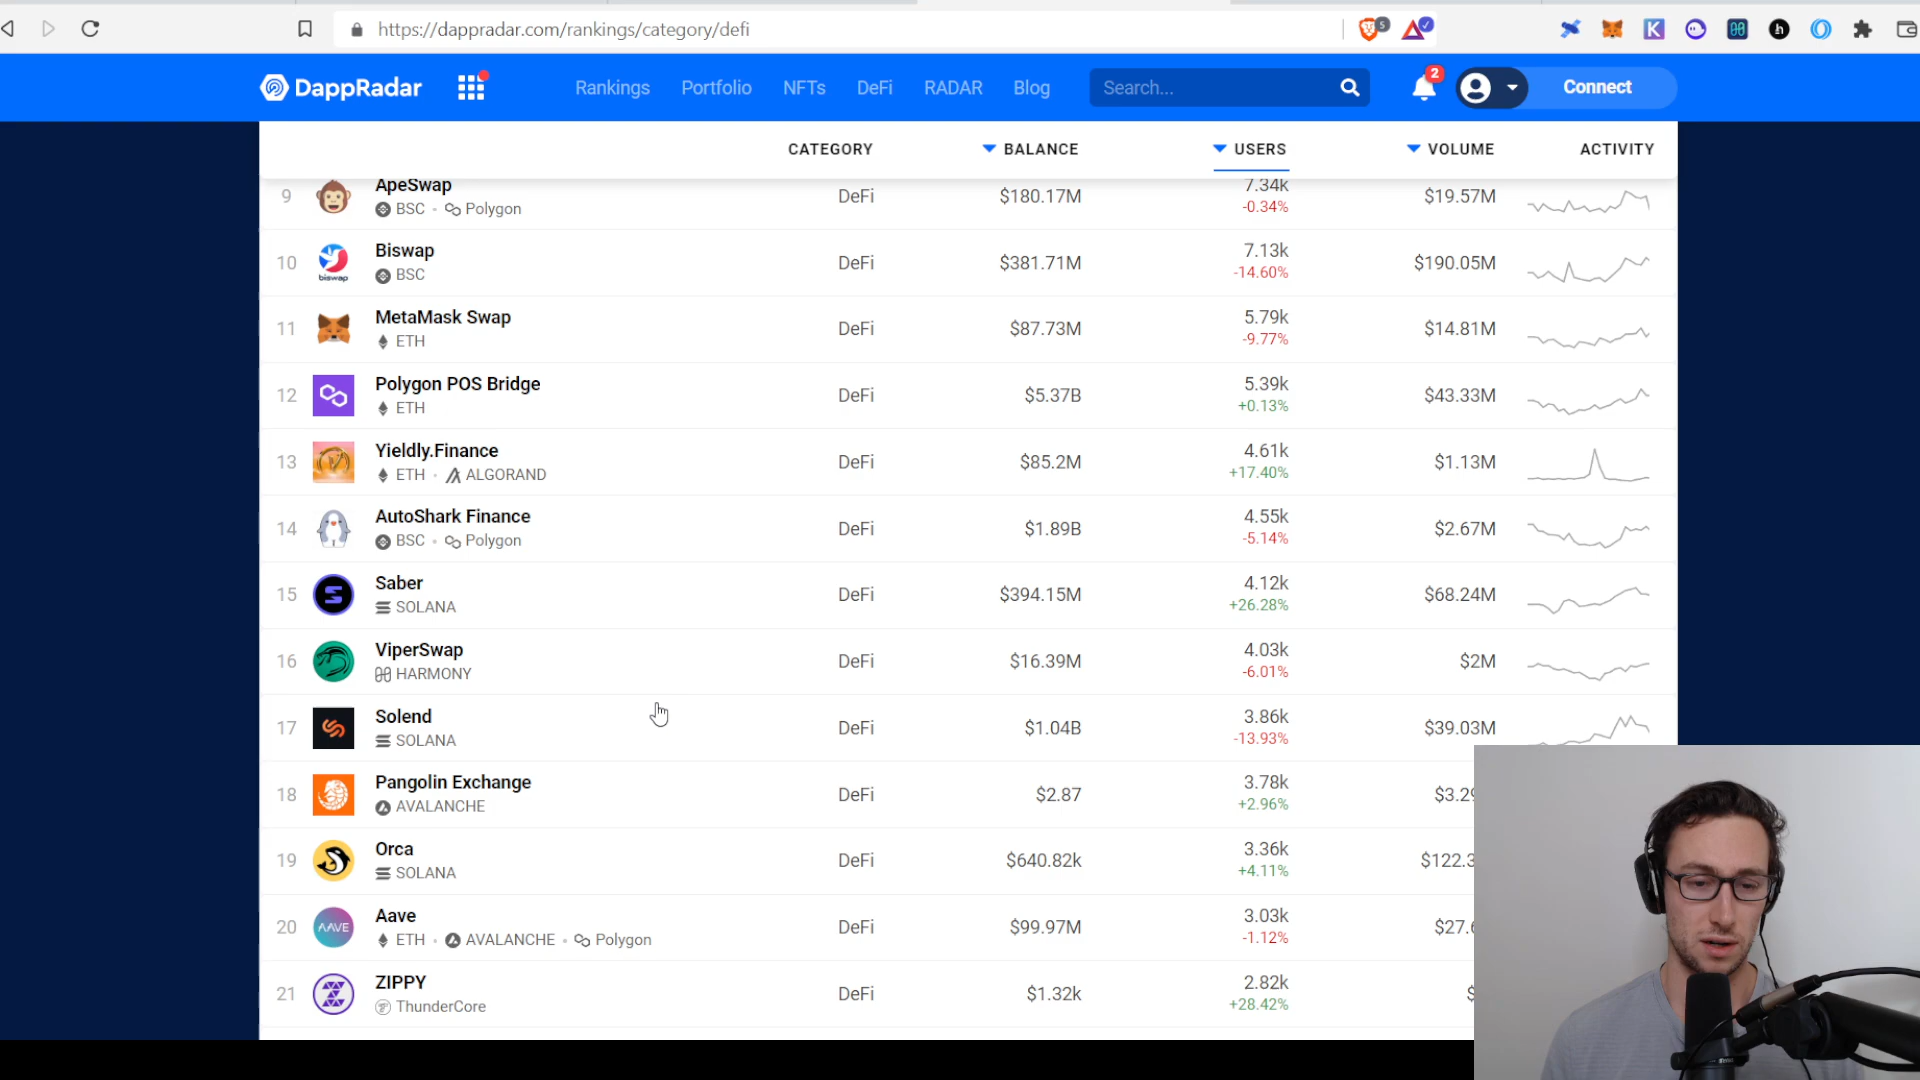 https://dappradar.com/rankings/category/defi
5
DappRadar
Rankings
Portfolio
NFTs
DeFi
RADAR
Blog
Search...
2
Connect
CATEGORY
BALANCE
USERS
VOLUME
ACTIVITY
9
ApeSwap
BSC • Polygon
DeFi
$180.17M
7.34k
-0.34%
$19.57M
10
biswap
Biswap
BSC
DeFi
$381.71M
7.13k
-14.60%
$190.05M
11
MetaMask Swap
ETH
DeFi
$87.73M
5.79k
-9.77%
$14.81M
12
Polygon POS Bridge
ETH
DeFi
$5.37B
5.39k
+0.13%
$43.33M
13
Yieldly.Finance
ETH • ALGORAND
DeFi
$85.2M
4.61k
+17.40%
$1.13M
14
AutoShark Finance
BSC • Polygon
DeFi
$1.89B
4.55k
-5.14%
$2.67M
15
Saber
SOLANA
DeFi
$394.15M
4.12k
+26.28%
$68.24M
16
ViperSwap
HARMONY
DeFi
$16.39M
4.03k
-6.01%
$2M
17
Solend
SOLANA
DeFi
$1.04B
3.86k
-13.93%
$39.03M
18
Pangolin Exchange
AVALANCHE
DeFi
$2.87
3.78k
+2.96%
$3.29
19
Orca
SOLANA
DeFi
$640.82k
3.36k
+4.11%
$122.3
20
AAVE
Aave
ETH • AVALANCHE • Polygon
DeFi
$99.97M
3.03k
-1.12%
$27.
21
ZIPPY
ThunderCore
DeFi
$1.32k
2.82k
+28.42%
$